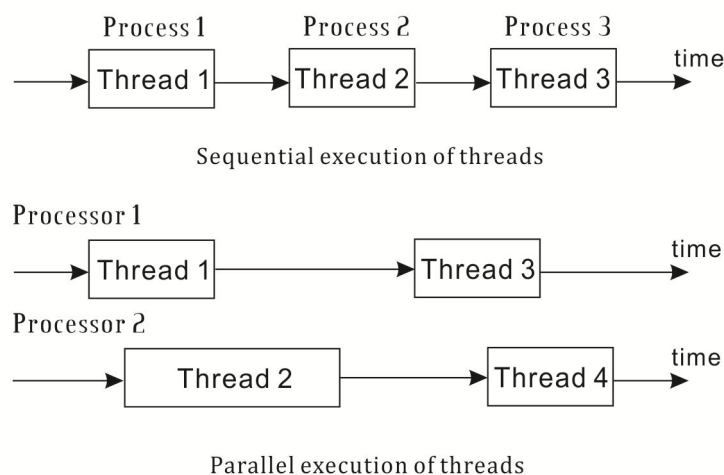 Process 1 Process 2 Process 3
Thread 1 Thread 2 Thread 3 time
Sequential execution of threads
Processor 1
Thread 1 Thread 3 time
Processor 2
Thread 2 Thread 4 time
Parallel execution of threads